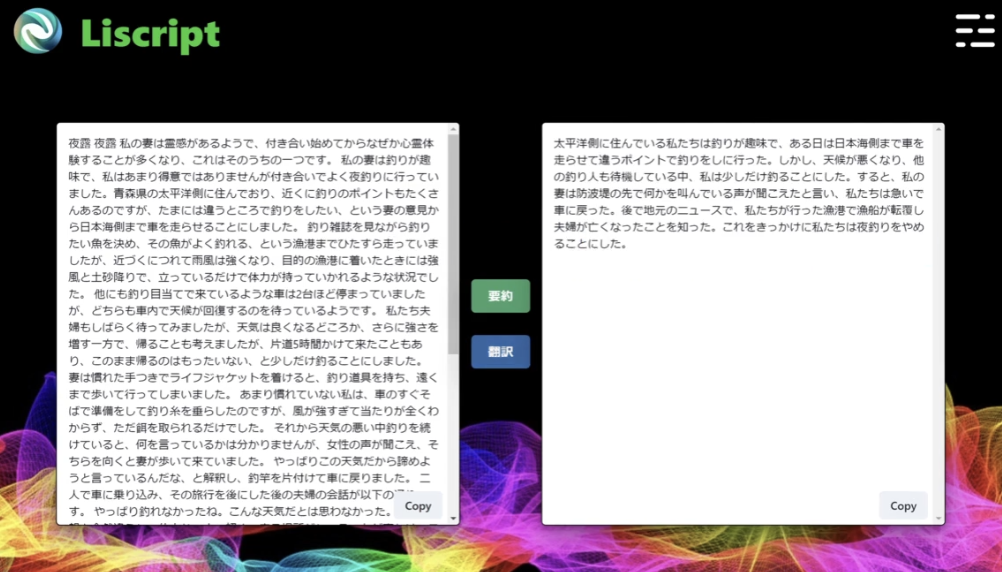 Liscript
夜露 夜露 私の妻は霊感があるようで、付き合い始めてからなぜか心霊体
験することが多くなり、これはそのうちの一つです。 私の妻は釣りが趣
味で、私はあまり得意ではありませんが付き合いでよく夜釣りに行ってい
ました。青森県の太平洋側に住んでおり、近くに釣りのポイントもたくさ
んあるのですが、たまには違うところで釣りをしたい、という妻の意見か
ら日本海側まで車を走らせることにしました。 釣り雑誌を見ながら釣り
たい魚を決め、その魚がよく釣れる、という漁港までひたすら走っていま
したが、近づくにつれて雨風は強くなり、目的の漁港に着いたときには強
風と土砂降りで、立っているだけで体力が持っていかれるような状況でし
た。 他にも釣り目当てで来ているような車は2台ほど停まっていました
が、どちらも車内で天候が回復するのを待っているようです。 私たち夫
婦もしばらく待ってみましたが、天気は良くなるどころか、さらに強さを
増す一方で、帰ることも考えましたが、片道5時間かけて来たこともあ
り、このまま帰るのはもったいない、と少しだけ釣ることにしました。
妻は慣れた手つきでライフジャケットを着けると、釣り道具を持ち、遠く
まで歩いて行ってしまいました。 あまり慣れていない私は、車のすぐそ
ばで準備をして釣り糸を垂らしたのですが、風が強すぎて当たりが全くわ
からず、ただ餌を取られるだけでした。 それから天気の悪い中釣りを続
けていると、何を言っているかは分かりませんが、女性の声が聞こえ、そ
ちらを向くと妻が歩いて来ていました。 やっぱりこの天気だから諦めよ
うと言っているんだな、と解釈し、釣竿を片付けて車に戻りました。 二
人で車に乗り込み、その旅行を後にした後の夫婦の会話が以下の通
す。 やっぱり釣れなかったね。こんな天気だとは思わなかった。
Copy
要約
翻訳
太平洋側に住んでいる私たちは釣りが趣味で、ある日は日本海側まで車を
走らせて違うポイントで釣りをしに行った。しかし、天候が悪くなり、他
の釣り人も待機している中、私は少しだけ釣ることにした。すると、私の
妻は防波堤の先で何かを叫んでいる声が聞こえたと言い、私たちは急いで
車に戻った。後で地元のニュースで、私たちが行った漁港で漁船が転覆し
夫婦が亡くなったことを知った。これをきっかけに私たちは夜釣りをやめ
ることにした。
Copy